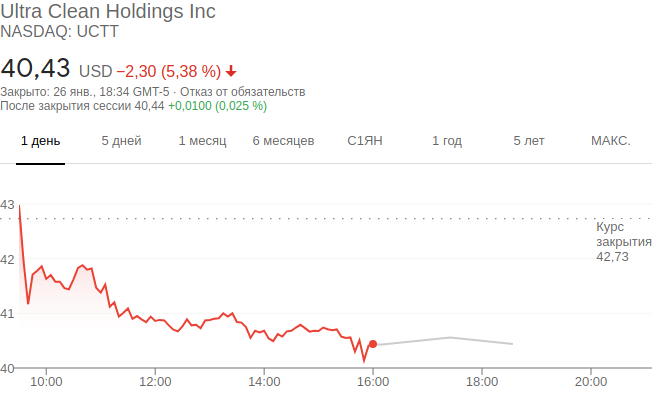 Ultra Clean Holdings Inc
NASDAQ: UCTT
40,43 USD −2,30 (5,38 %)
Закрыто: 26 янв., 18:34 GMT-5 · Отказ от обязательств
После закрытия сессии 40,44 +0,0100 (0,025 %)
1 день 5 дней 1 месяц 6 месяцев С1ЯН 1 год 5 лет МАКС.
43
Курс
закрытия
42,73
42
41
40
10:00 12:00 14:00 16:00 18:00 20:00